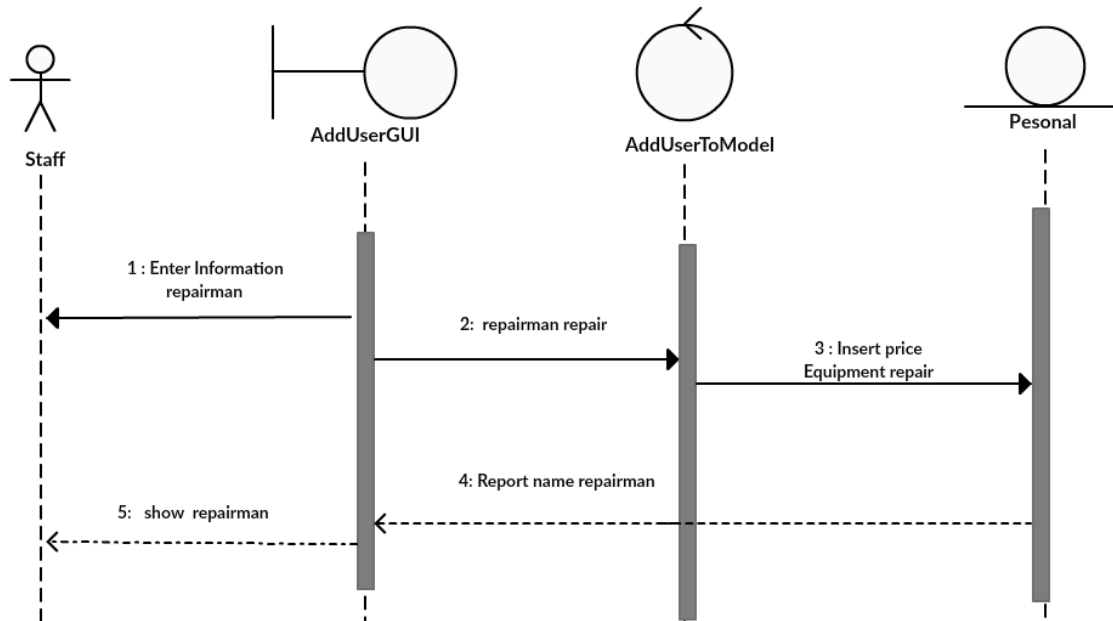 Staff
AddUserGUI
AddUserToModel
Pesonal
1 : Enter Information
repairman
2:  repairman repair
3 : Insert price
Equipment repair
4: Report name repairman
5:   show  repairman